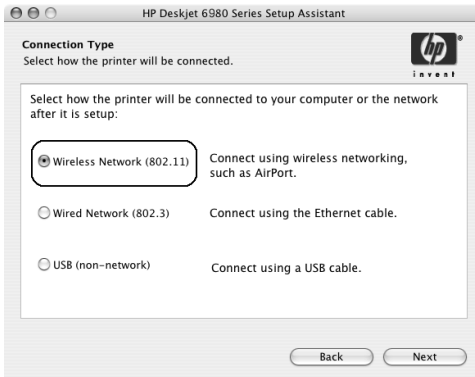 HP Deskjet 6980 Series Setup Assistant
Connection Type
Select how the printer will be connected.
hp
invent
Select how the printer will be connected to your computer or the network
after it is setup:
Wireless Network (802.11)
Connect using wireless networking,
such as AirPort.
Wired Network (802.3)
Connect using the Ethernet cable.
USB (non-network)
Connect using a USB cable.
Back
Next